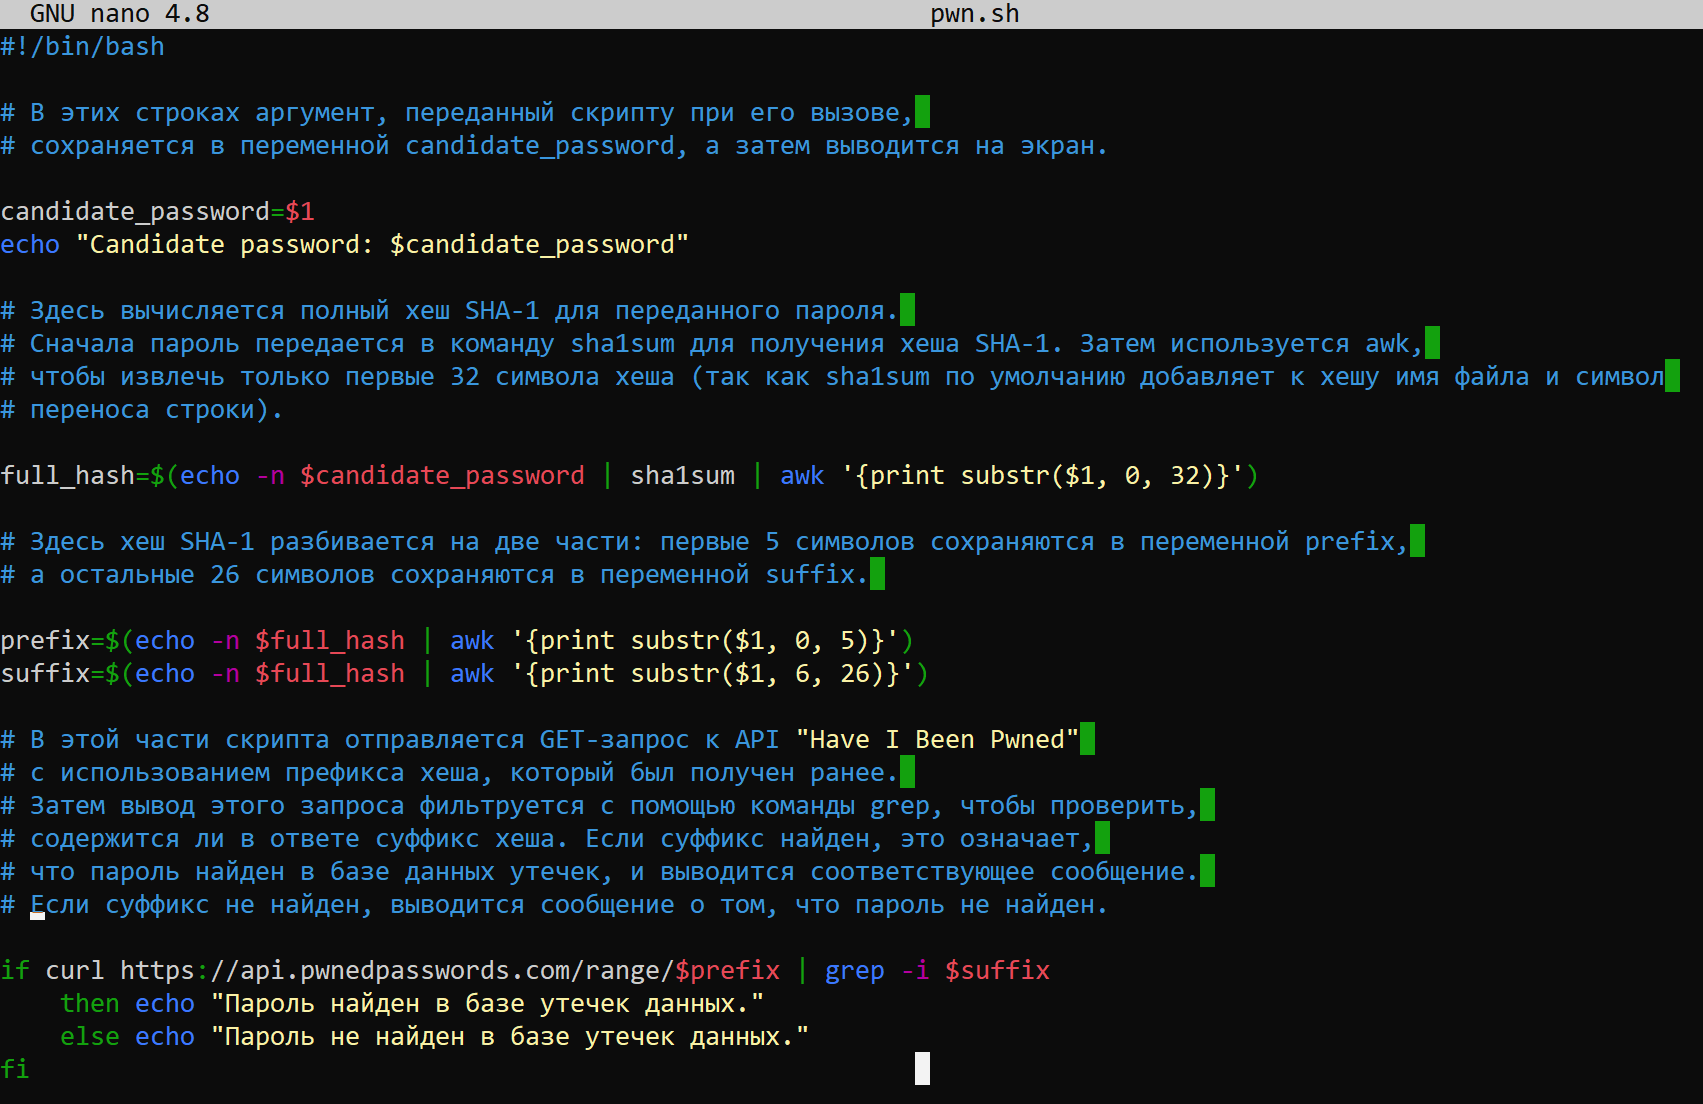 GNU nano 4.8 pwn.sh
#!/bin/bash
# В этих строках аргумент, переданный скрипту при его вызове,
# сохраняется в переменной candidate_password, а затем выводится на экран.
candidate_password=$1
echo "Candidate password: $candidate_password"
# Здесь вычисляется полный хеш SHA-1 для переданного пароля.
# Сначала пароль передается в команду sha1sum для получения хеша SHA-1. Затем используется awk,
# чтобы извлечь только первые 32 символа хеша (так как sha1sum по умолчанию добавляет к хешу имя файла и символ
# переноса строки).
full_hash=$(echo -n $candidate_password | sha1sum | awk '{print substr($1, 0, 32)}')
# Здесь хеш SHA-1 разбивается на две части: первые 5 символов сохраняются в переменной prefix,
# а остальные 26 символов сохраняются в переменной suffix.
prefix=$(echo -n $full_hash | awk '{print substr($1, 0, 5)}')
suffix=$(echo -n $full_hash | awk '{print substr($1, 6, 26)}')
# В этой части скрипта отправляется GET-запрос к API "Have I Been Pwned"
# с использованием префикса хеша, который был получен ранее.
# Затем вывод этого запроса фильтруется с помощью команды grep, чтобы проверить,
# содержится ли в ответе суффикс хеша. Если суффикс найден, это означает,
# что пароль найден в базе данных утечек, и выводится соответствующее сообщение.
# Если суффикс не найден, выводится сообщение о том, что пароль не найден.
if curl https://api.pwnedpasswords.com/range/$prefix | grep -i $suffix
then echo "Пароль найден в базе утечек данных."
else echo "Пароль не найден в базе утечек данных."
fi